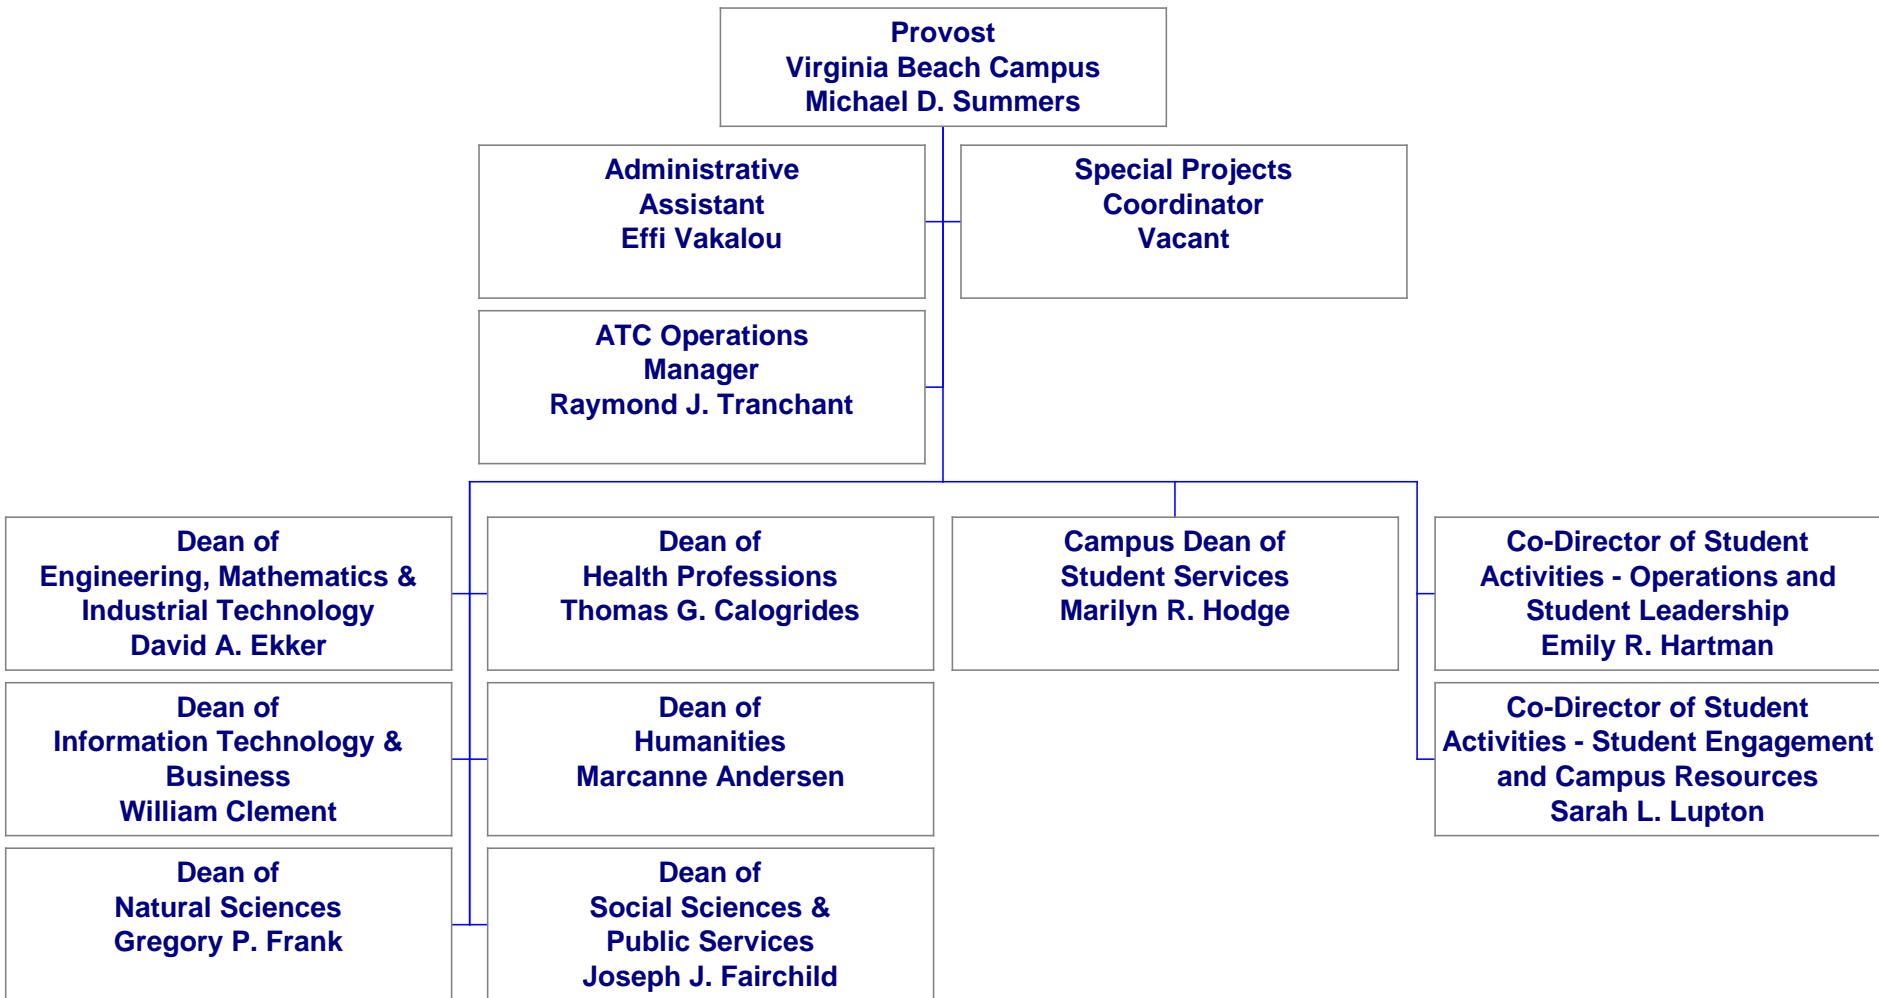 Provost
Virginia Beach Campus
Michael D. Summers
Administrative
Assistant
Effi Vakalou
Special Projects
Coordinator
Vacant
ATC Operations
Manager
Raymond J. Tranchant
Dean of
Engineering, Mathematics &
Industrial Technology
David A. Ekker
Dean of
Health Professions
Thomas G. Calogrides
Campus Dean of
Student Services
Marilyn R. Hodge
Co-Director of Student
Activities - Operations and
Student Leadership
Emily R. Hartman
Dean of
Information Technology &
Business
William Clement
Dean of
Humanities
Marcanne Andersen
Co-Director of Student
Activities - Student Engagement
and Campus Resources
Sarah L. Lupton
Dean of
Natural Sciences
Gregory P. Frank
Dean of
Social Sciences &
Public Services
Joseph J. Fairchild